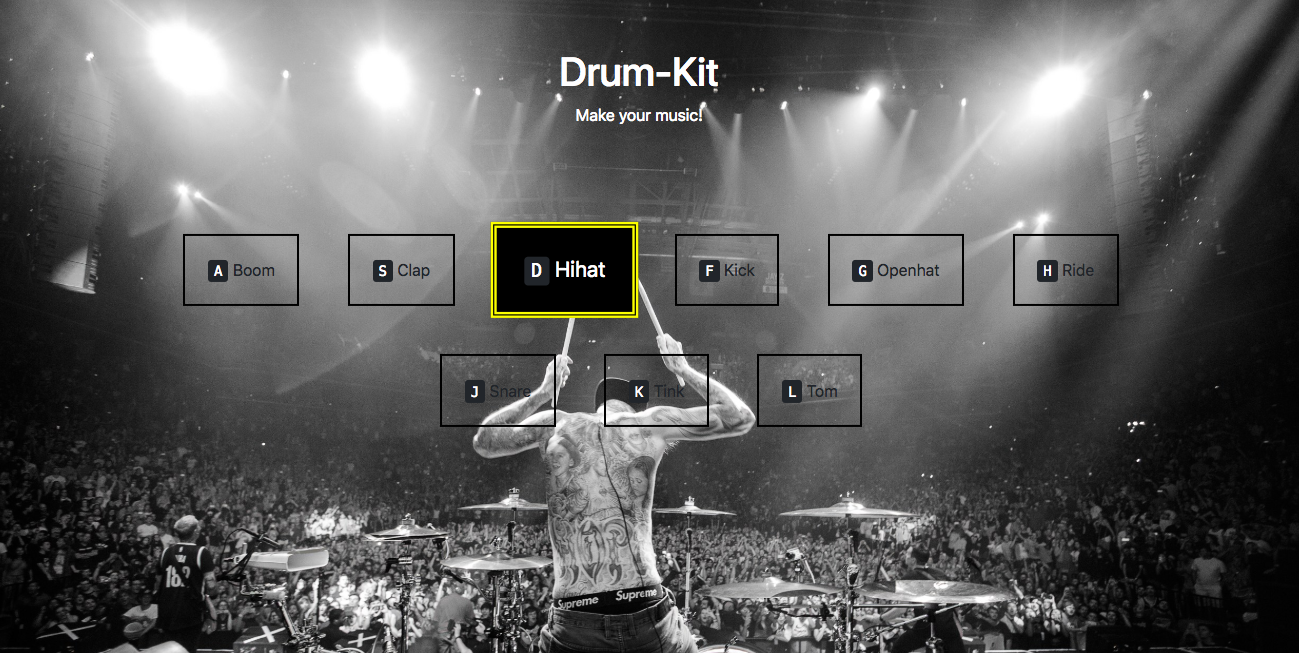 Drum-Kit
Make your music!
A Boom
S Clap
D Hihat
F Kick
G Openhat
H Ride
J Snare
K Tink
L Tom
Supreme Supreme